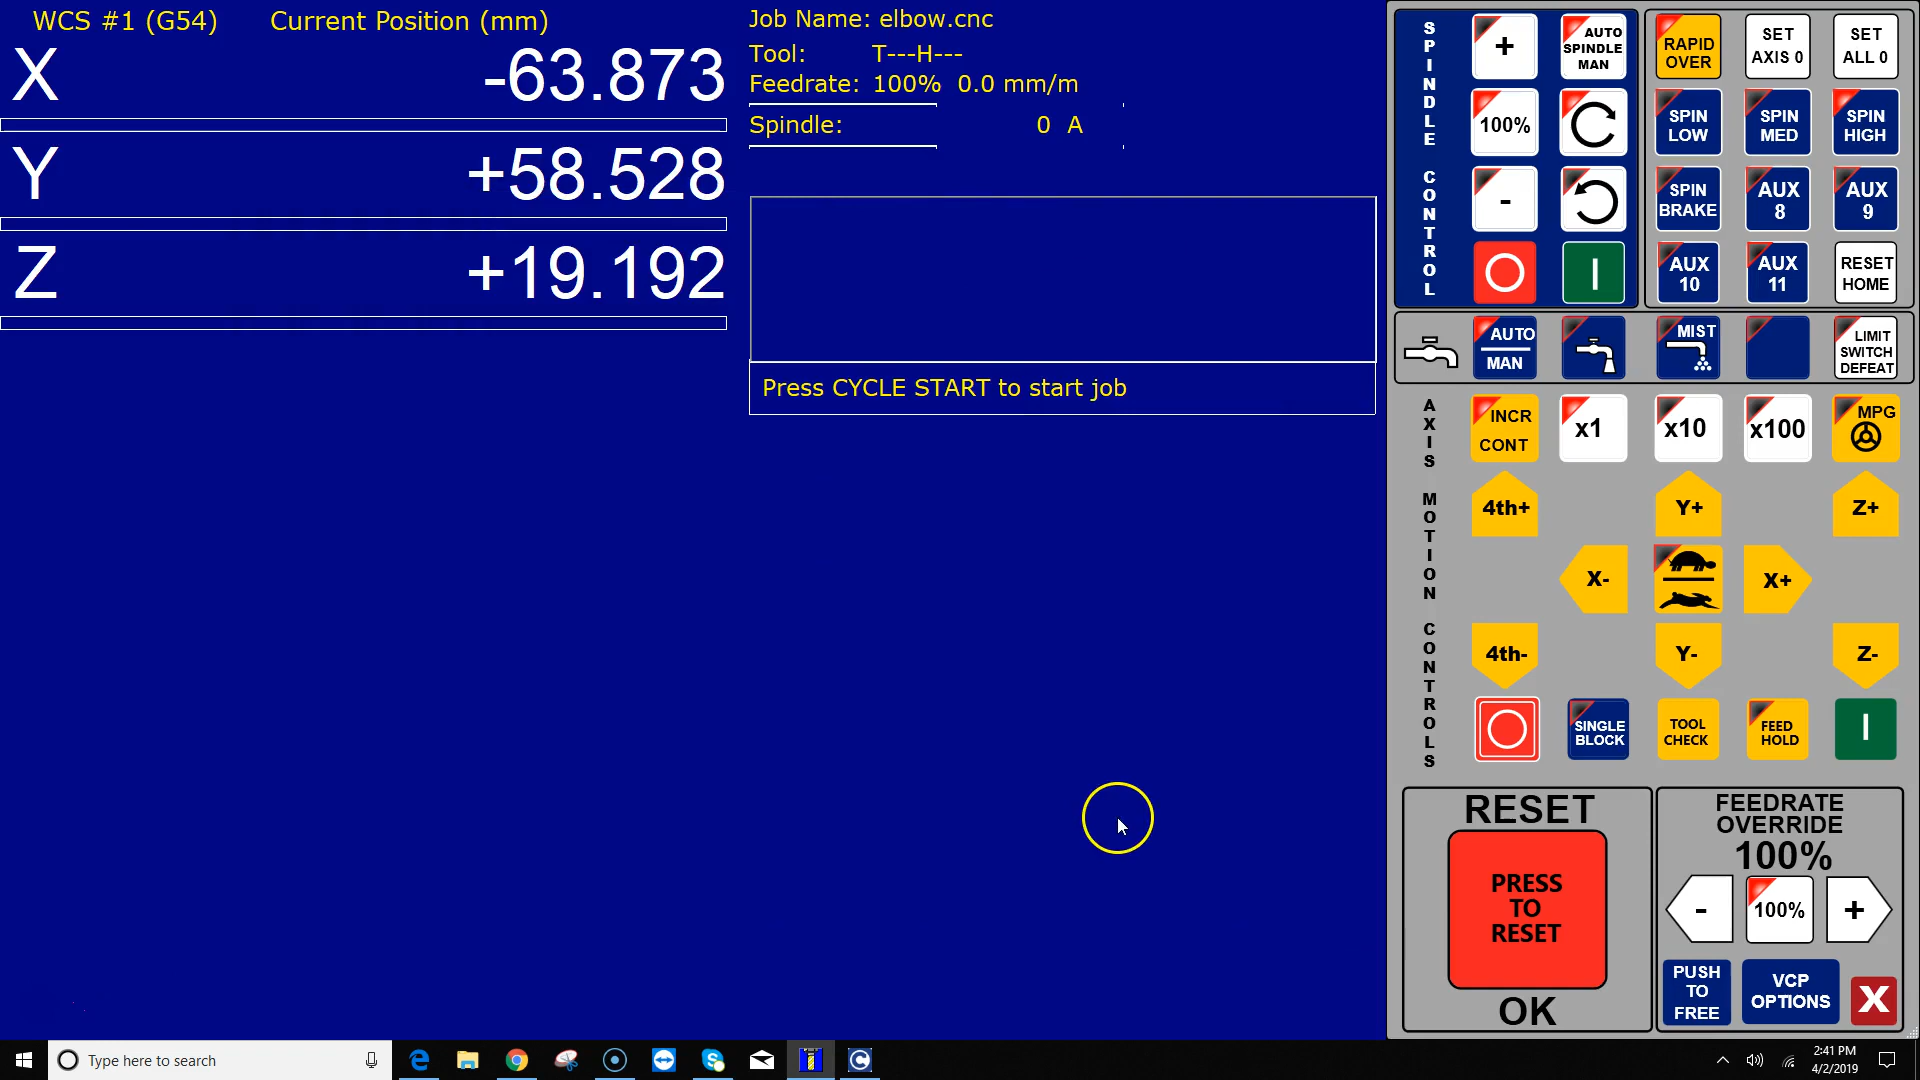 WCS #1 (G54) Current Position (mm)
X -63.873
Y +58.528
Z +19.192
Job Name: elbow.cnc
Tool: T---H---
Feedrate: 100% 0.0 mm/m
Spindle: 0 A
Press CYCLE START to start job
SPINDLE CONTROL
+
AUTO
SPINDLE
MAN
100%
-
RAPID
OVER
SET
AXIS 0
SET
ALL 0
SPIN
LOW
SPIN
MED
SPIN
HIGH
SPIN
BRAKE
AUX
8
AUX
9
AUX
10
AUX
11
RESET
HOME
AUTO
MAN
MIST
LIMIT
SWITCH
DEFEAT
AXIS MOTION CONTROLS
INCR
CONT
x1
x10
x100
MPG
4th+
Y+
Z+
X-
X+
4th-
Y-
Z-
SINGLE
BLOCK
TOOL
CHECK
FEED
HOLD
RESET
PRESS
TO
RESET
OK
FEEDRATE
OVERRIDE
100%
-
100%
+
PUSH
TO
FREE
VCP
OPTIONS
X
Type here to search
2:41 PM
4/2/2019